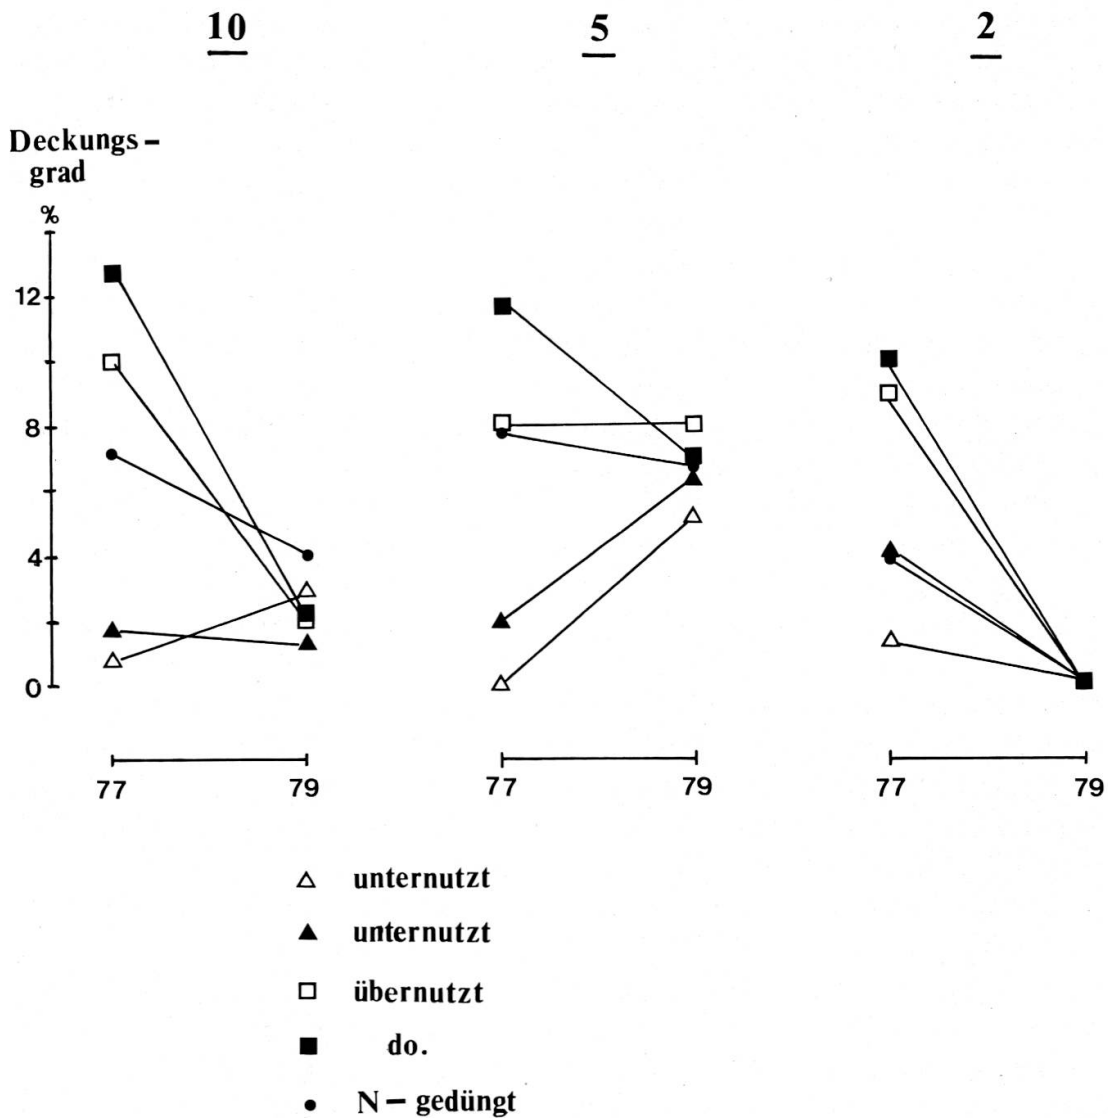 10 5 2
Deckungs–
grad
%
12
8
4
0
77 79 77 79 77 79
unternutzt
unternutzt
übernutzt
do.
N – gedüngt